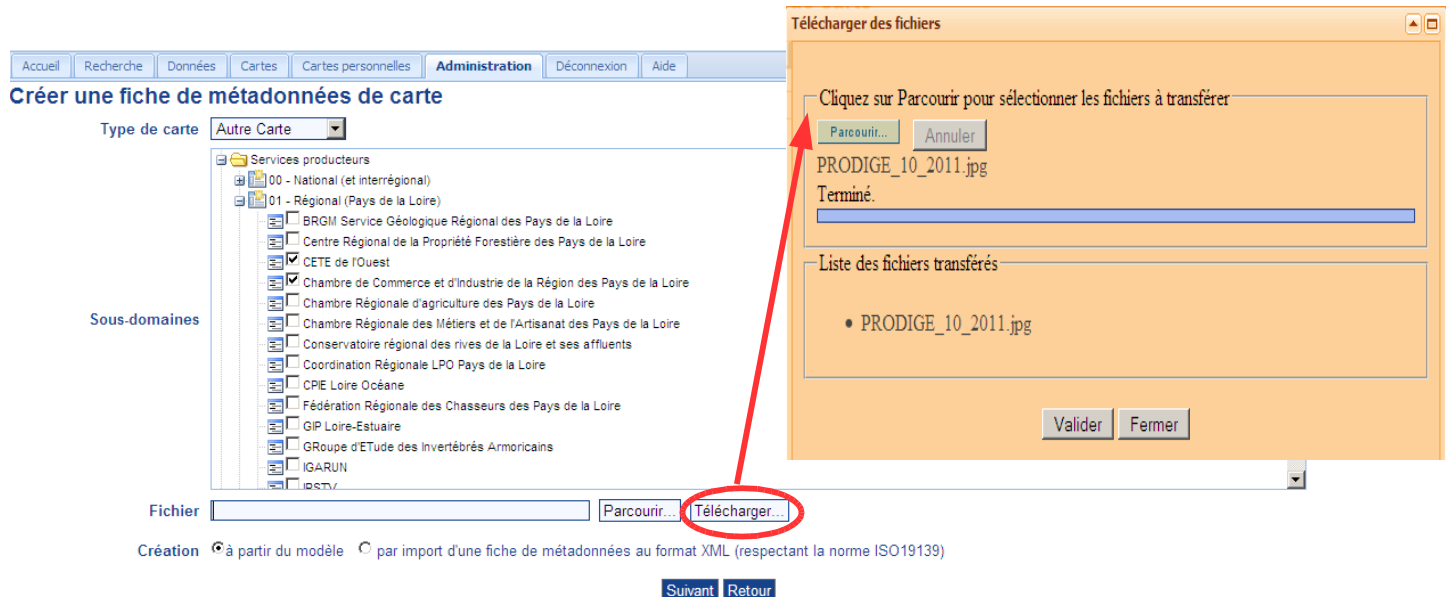 Accueil Recherche Données Cartes Cartes personnelles Administration Déconnexion Aide
Créer une fiche de métadonnées de carte
Type de carte Autre Carte
Sous-domaines
Services producteurs
00 - National (et interrégional)
01 - Régional (Pays de la Loire)
BRGM Service Géologique Régional des Pays de la Loire
Centre Régional de la Propriété Forestière des Pays de la Loire
CETE de l'Ouest
Chambre de Commerce et d'Industrie de la Région des Pays de la Loire
Chambre Régionale d'agriculture des Pays de la Loire
Chambre Régionale des Métiers et de l'Artisanat des Pays de la Loire
Conservatoire régional des rives de la Loire et ses affluents
Coordination Régionale LPO Pays de la Loire
CPIE Loire Océane
Fédération Régionale des Chasseurs des Pays de la Loire
GIP Loire-Estuaire
GRoupe d'ETude des Invertébrés Armoricains
IGARUN
IRSTV
Fichier Parcourir... Télécharger...
Création à partir du modèle par import d'une fiche de métadonnées au format XML (respectant la norme ISO19139)
Suivant Retour
Télécharger des fichiers
Cliquez sur Parcourir pour sélectionner les fichiers à transférer
Parcourir... Annuler
PRODIGE_10_2011.jpg
Terminé.
Liste des fichiers transférés
• PRODIGE_10_2011.jpg
Valider Fermer